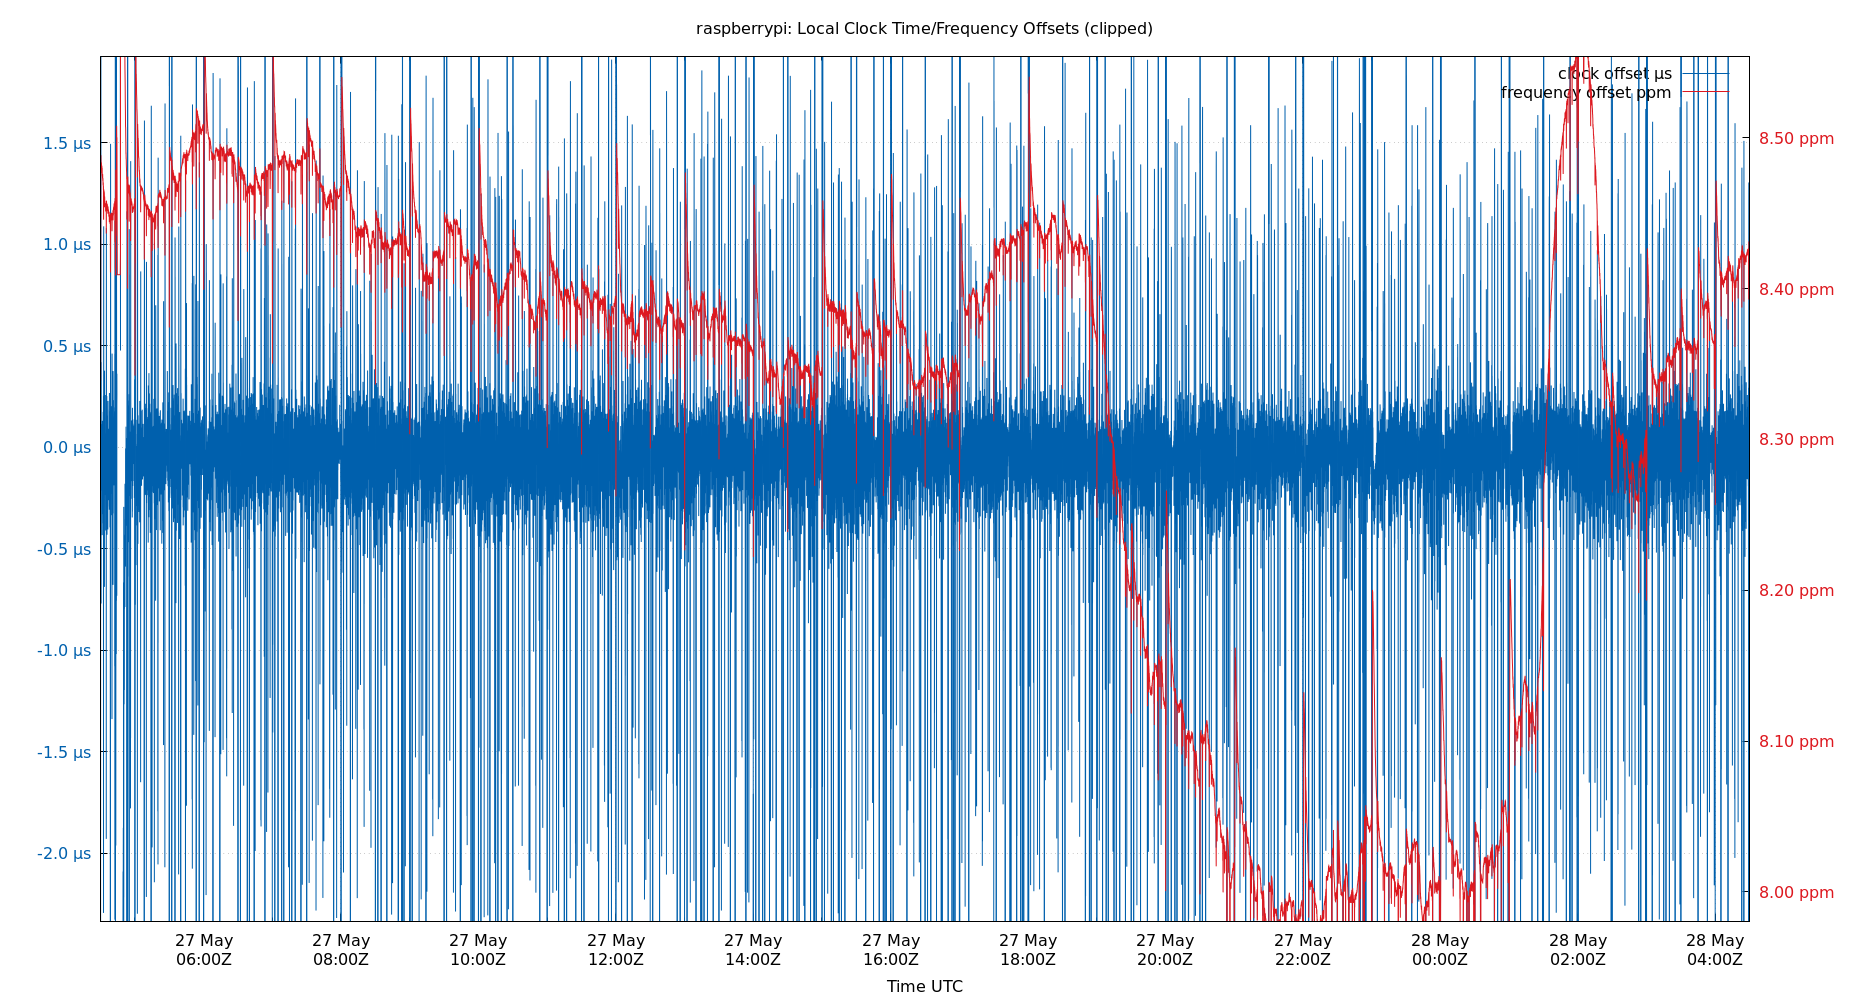 raspberrypi: Local Clock Time/Frequency Offsets (clipped)
clock offset µs
frequency offset ppm
1.5 µs
1.0 µs
0.5 µs
0.0 µs
-0.5 µs
-1.0 µs
-1.5 µs
-2.0 µs
8.50 ppm
8.40 ppm
8.30 ppm
8.20 ppm
8.10 ppm
8.00 ppm
27 May 27 May 27 May 27 May 27 May 27 May 27 May 27 May 27 May 28 May 28 May 28 May
06:00Z 08:00Z 10:00Z 12:00Z 14:00Z 16:00Z 18:00Z 20:00Z 22:00Z 00:00Z 02:00Z 04:00Z
Time UTC